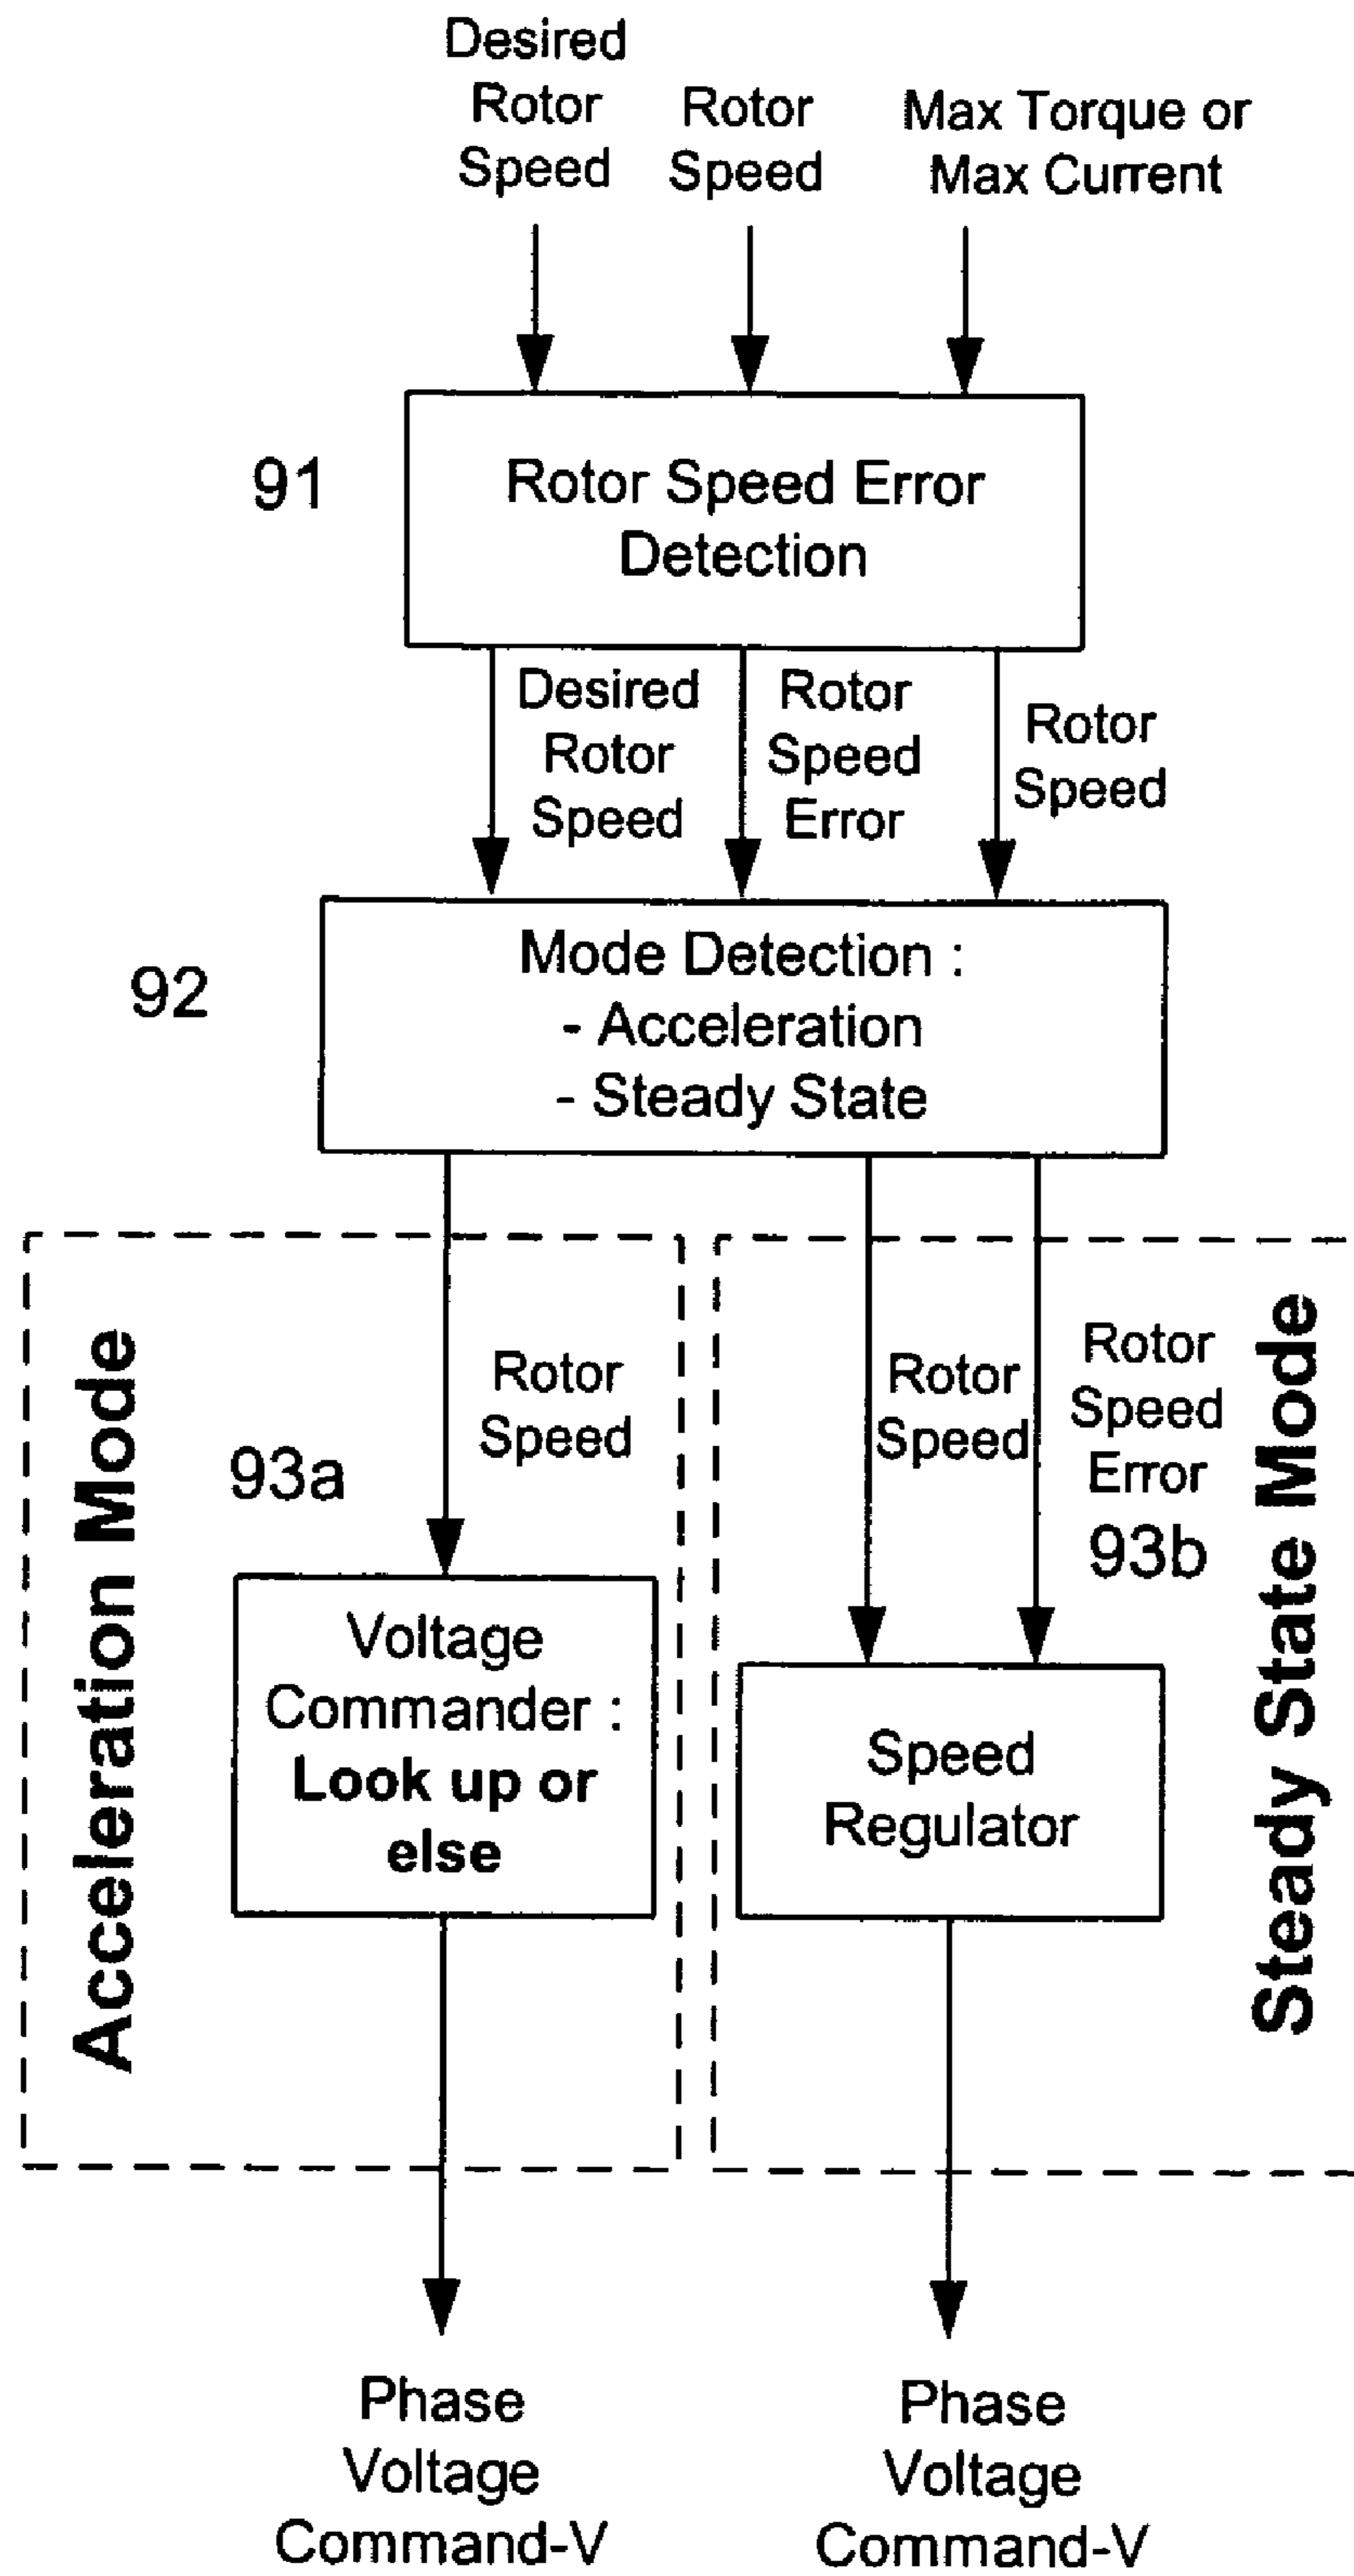 Desired
Rotor
Speed
Rotor
Speed
Max Torque or
Max Current
91
Rotor Speed Error
Detection
Desired
Rotor
Speed
Rotor
Speed
Error
Rotor
Speed
92
Mode Detection :
- Acceleration
- Steady State
Acceleration Mode
Rotor
Speed
93a
Voltage
Commander :
Look up or
else
Rotor
Speed
Rotor
Speed
Error
93b
Speed
Regulator
Steady State Mode
Phase
Voltage
Command-V
Phase
Voltage
Command-V